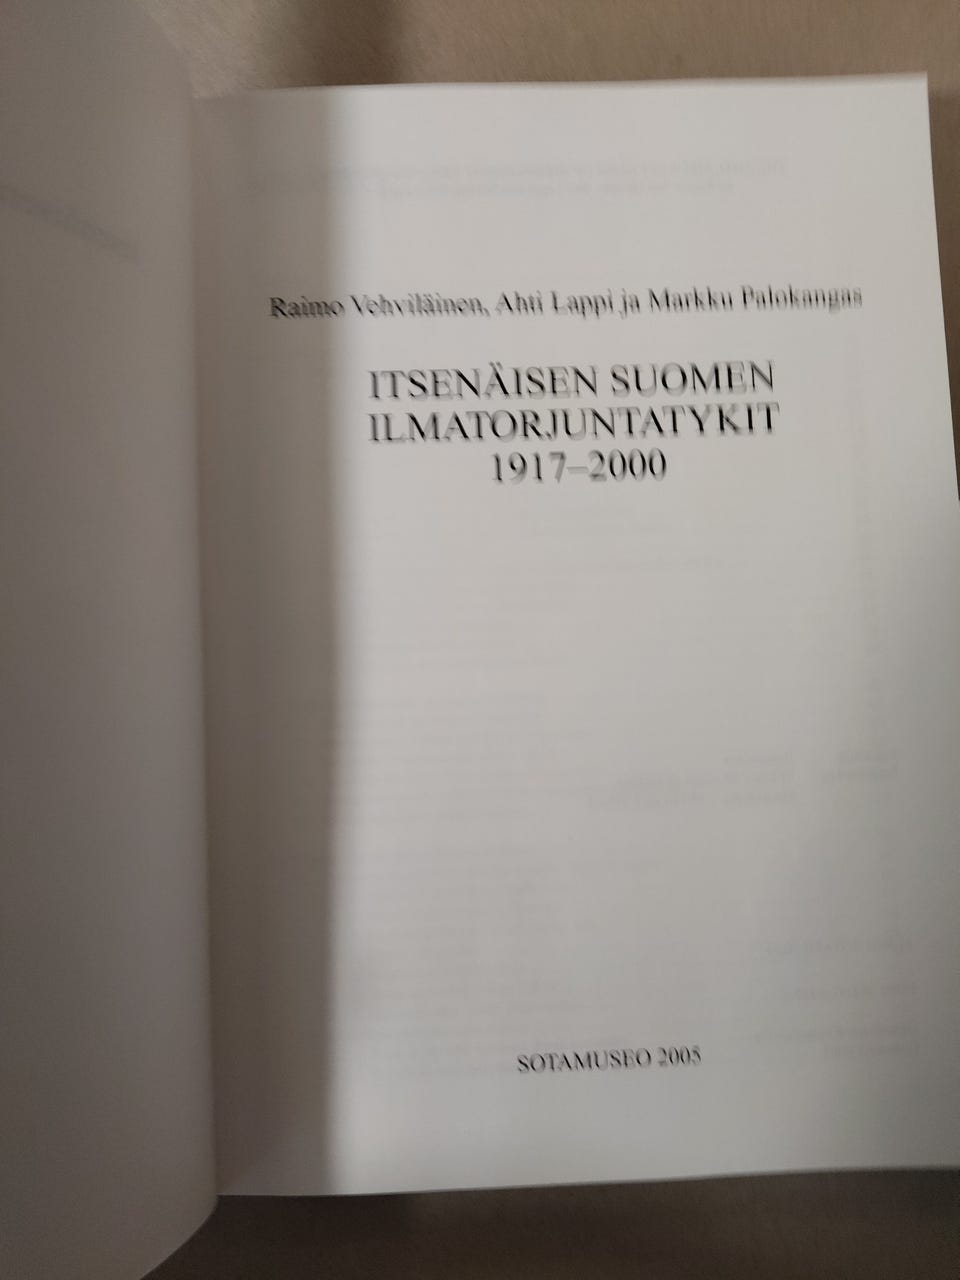 Raimo Vehviläinen, Ahti Lappi ja Markku Palokangas
ITSENÄISEN SUOMEN
ILMATORJUNTATYKIT
1917–2000
SOTAMUSEO 2005